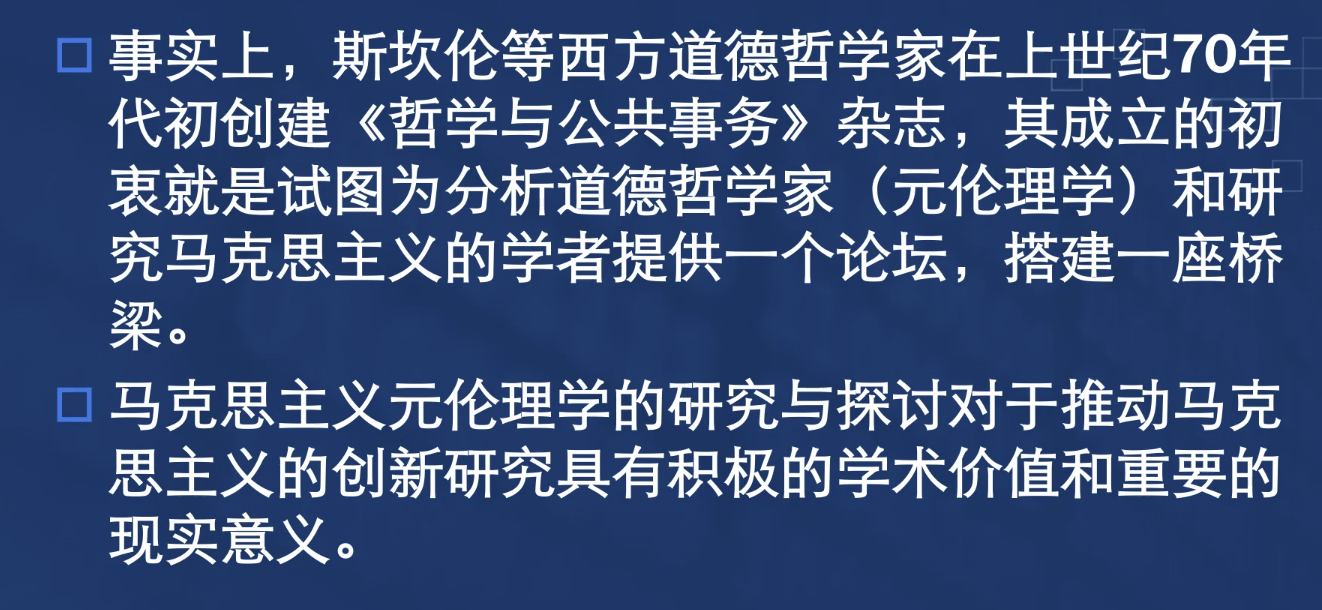 事实上，斯坎伦等西方道德哲学家在上世纪70年
代初创建《哲学与公共事务》杂志，其成立的初
衷就是试图为分析道德哲学家（元伦理学）和研
究马克思主义的学者提供一个论坛，搭建一座桥
梁。
马克思主义元伦理学的研究与探讨对于推动马克
思主义的创新研究具有积极的学术价值和重要的
现实意义。